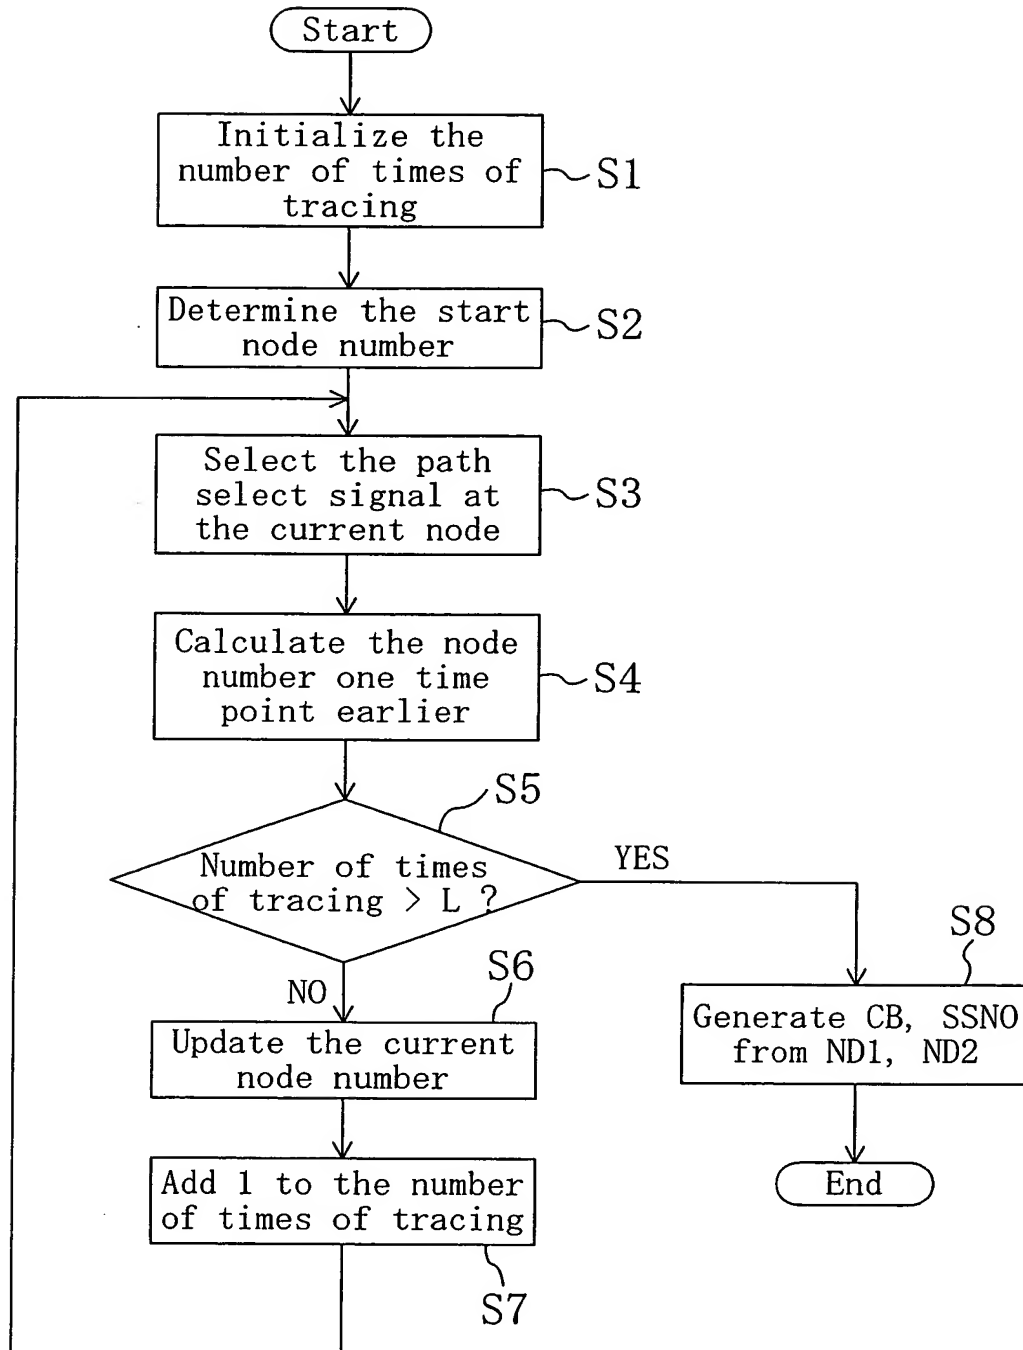 Start
Initialize the
number of times of
tracing
S1
Determine the start
node number
S2
Select the path
select signal at
the current node
S3
Calculate the node
number one time
point earlier
S4
S5
Number of times
of tracing > L ?
YES
NO
S6
Update the current
node number
S8
Generate CB, SSNO
from ND1, ND2
Add 1 to the number
of times of tracing
S7
End